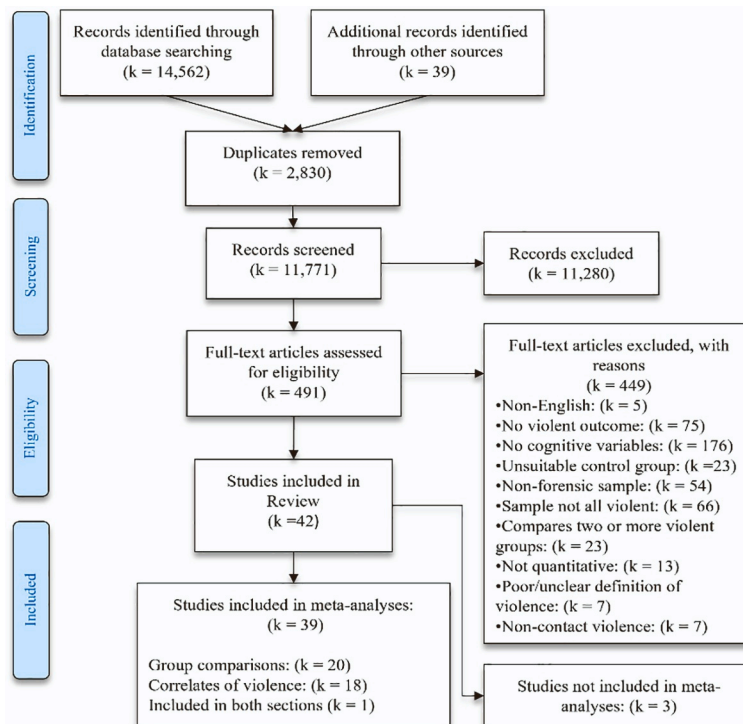 Identification
Records identified through
database searching
(k = 14,562)
Additional records identified
through other sources
(k = 39)
Duplicates removed
(k = 2,830)
Screening
Records screened
(k = 11,771)
Records excluded
(k = 11,280)
Eligibility
Full-text articles assessed
for eligibility
(k = 491)
Full-text articles excluded, with
reasons
(k = 449)
•Non-English: (k = 5)
•No violent outcome: (k = 75)
•No cognitive variables: (k = 176)
•Unsuitable control group: (k =23)
•Non-forensic sample: (k = 54)
•Sample not all violent: (k = 66)
•Compares two or more violent
groups: (k = 23)
•Not quantitative: (k = 13)
•Poor/unclear definition of
violence: (k = 7)
•Non-contact violence: (k = 7)
Studies included in
Review
(k =42)
Included
Studies included in meta-analyses:
(k = 39)
Group comparisons: (k = 20)
Correlates of violence: (k = 18)
Included in both sections (k = 1)
Studies not included in meta-
analyses: (k = 3)